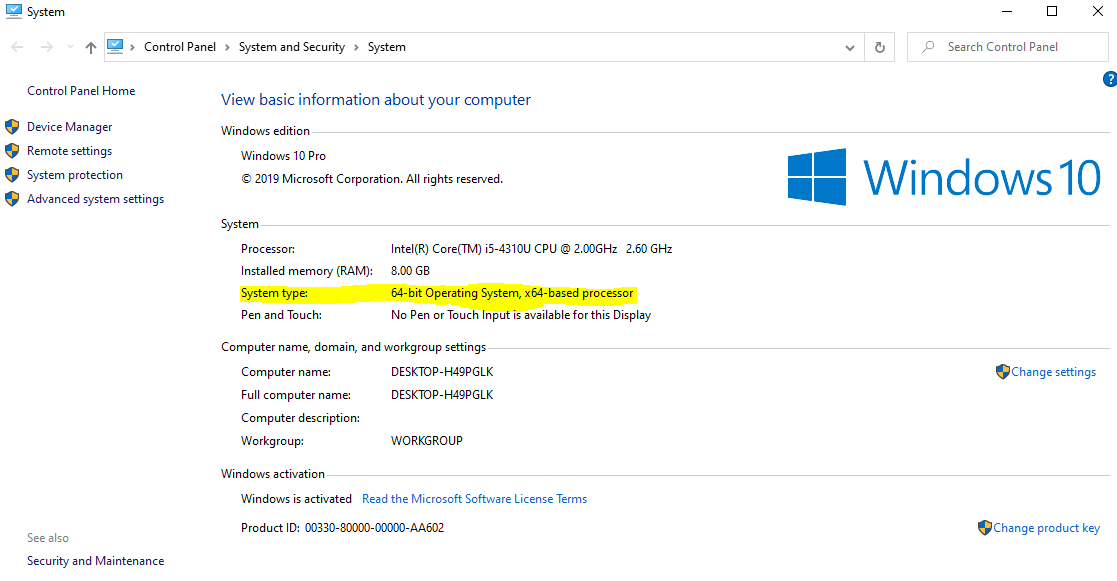 System
Control Panel > System and Security > System
Search Control Panel
?
Control Panel Home
Device Manager
Remote settings
System protection
Advanced system settings
View basic information about your computer
Windows edition
Windows 10 Pro
© 2019 Microsoft Corporation. All rights reserved.
Windows 10
System
Processor: Intel(R) Core(TM) i5-4310U CPU @ 2.00GHz 2.60 GHz
Installed memory (RAM): 8.00 GB
System type: 64-bit Operating System, x64-based processor
Pen and Touch: No Pen or Touch Input is available for this Display
Computer name, domain, and workgroup settings
Computer name: DESKTOP-H49PGLK
Change settings
Full computer name: DESKTOP-H49PGLK
Computer description:
Workgroup: WORKGROUP
Windows activation
Windows is activated Read the Microsoft Software License Terms
Product ID: 00330-80000-00000-AA602
Change product key
See also
Security and Maintenance